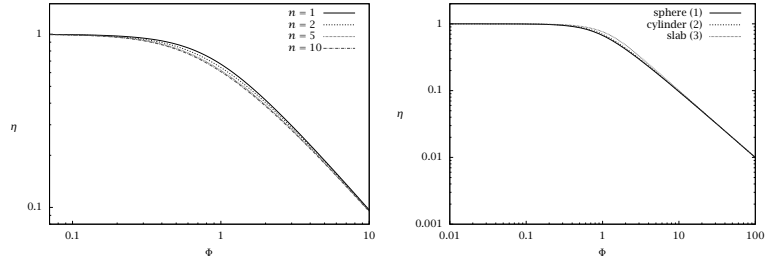 n = 1
n = 2
n = 5
n = 10
1
η
0.1
0.1 1 10
Φ
sphere (1)
cylinder (2)
slab (3)
1
0.1
η
0.01
0.001
0.01 0.1 1 10 100
Φ